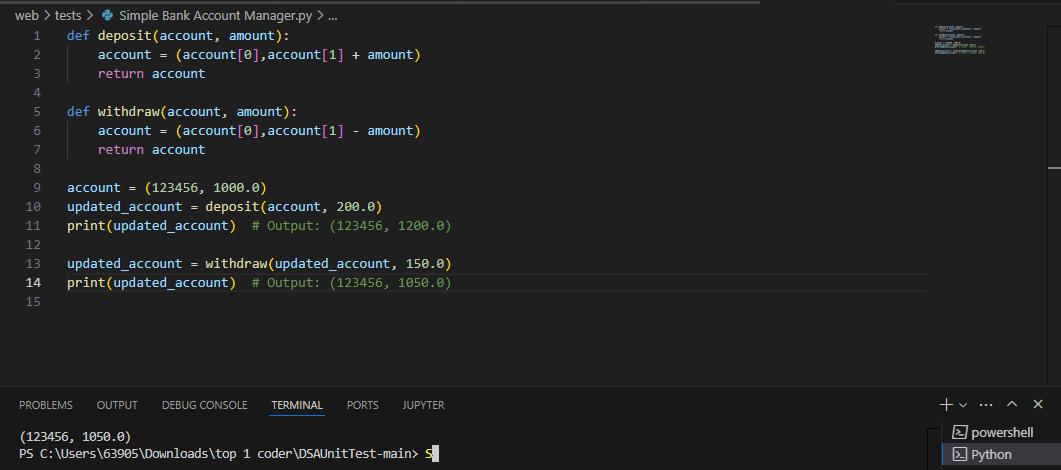 web > tests > Simple Bank Account Manager.py > ...
1 def deposit(account, amount):
2     account = (account[0],account[1] + amount)
3     return account
4
5 def withdraw(account, amount):
6     account = (account[0],account[1] - amount)
7     return account
8
9 account = (123456, 1000.0)
10 updated_account = deposit(account, 200.0)
11 print(updated_account)  # Output: (123456, 1200.0)
12
13 updated_account = withdraw(updated_account, 150.0)
14 print(updated_account)  # Output: (123456, 1050.0)
15
PROBLEMS OUTPUT DEBUG CONSOLE TERMINAL PORTS JUPYTER
(123456, 1050.0)
PS C:\Users\63905\Downloads\top 1 coder\DSAUnitTest-main> S
powershell
Python